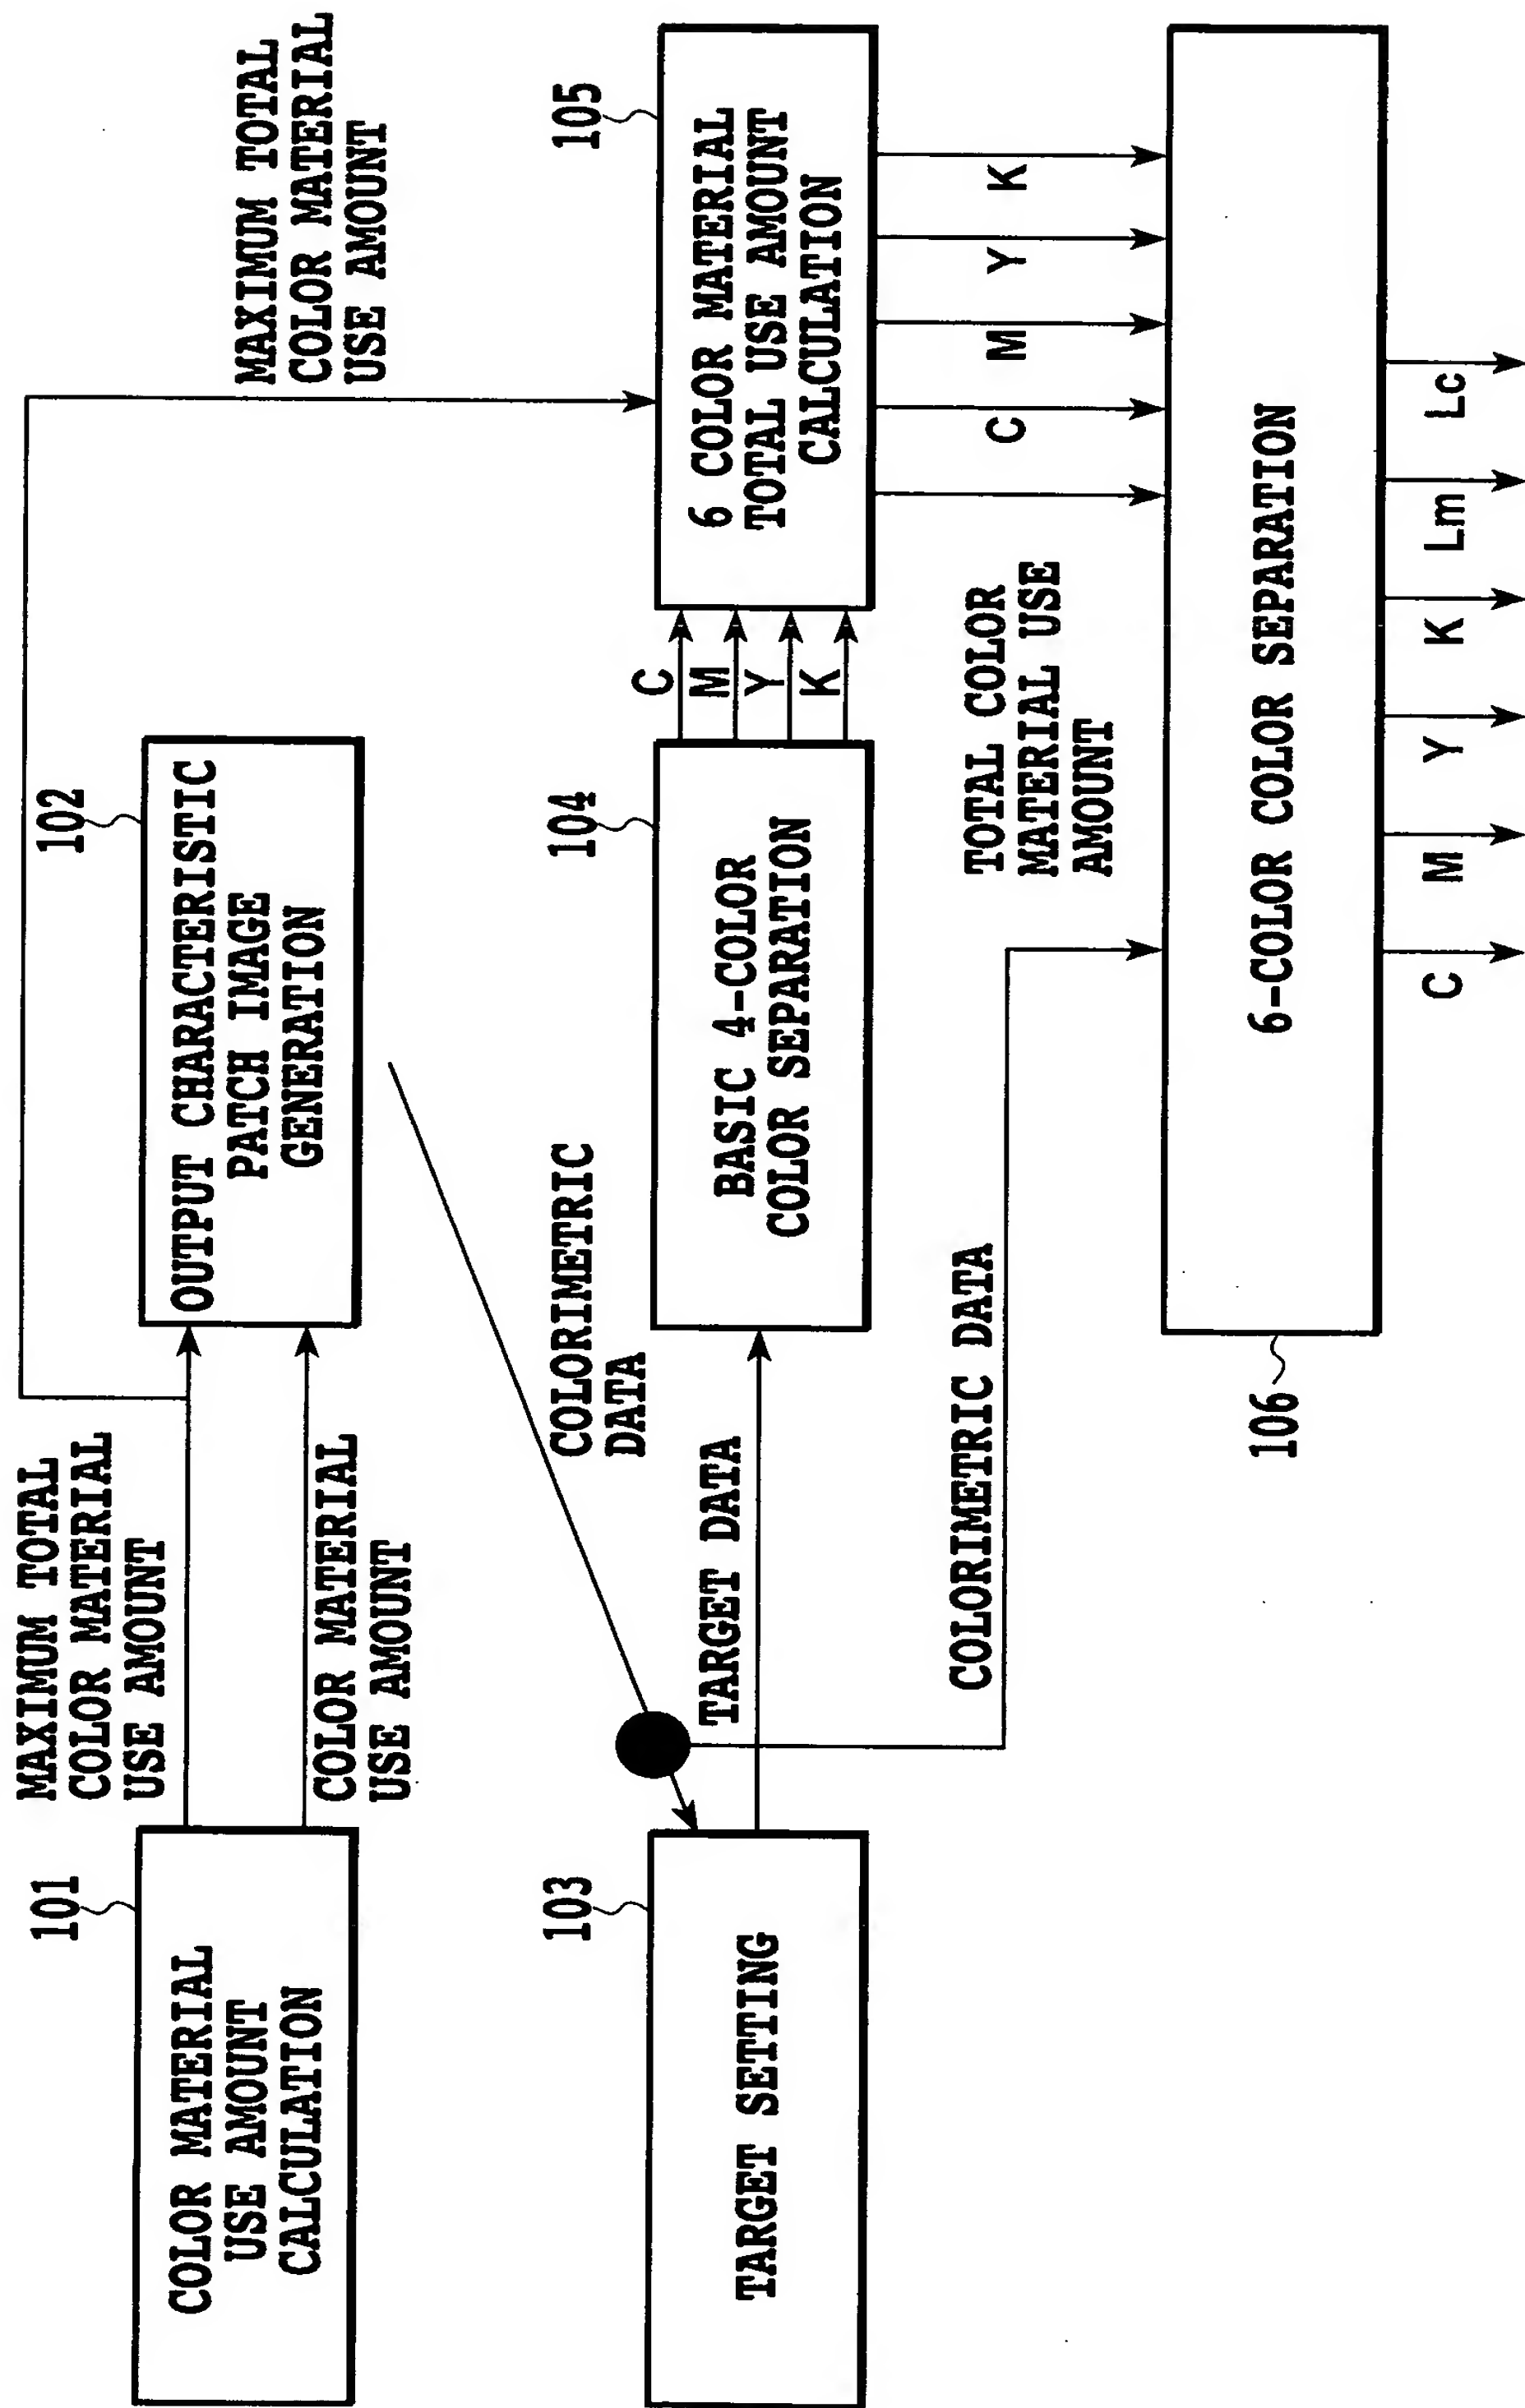 MAXIMUM TOTAL
COLOR MATERIAL
USE AMOUNT
101
COLOR MATERIAL
USE AMOUNT
CALCULATION
MAXIMUM TOTAL
COLOR MATERIAL
USE AMOUNT
COLOR MATERIAL
USE AMOUNT
102
OUTPUT CHARACTERISTIC
PATCH IMAGE
GENERATION
COLORIMETRIC
DATA
103
TARGET SETTING
TARGET DATA
104
BASIC 4-COLOR
COLOR SEPARATION
C
M
Y
K
105
6 COLOR MATERIAL
TOTAL USE AMOUNT
CALCULATION
COLORIMETRIC DATA
TOTAL COLOR
MATERIAL USE
AMOUNT
C
M
Y
K
106
6-COLOR COLOR SEPARATION
C
M
Y
K
Lm
Lc